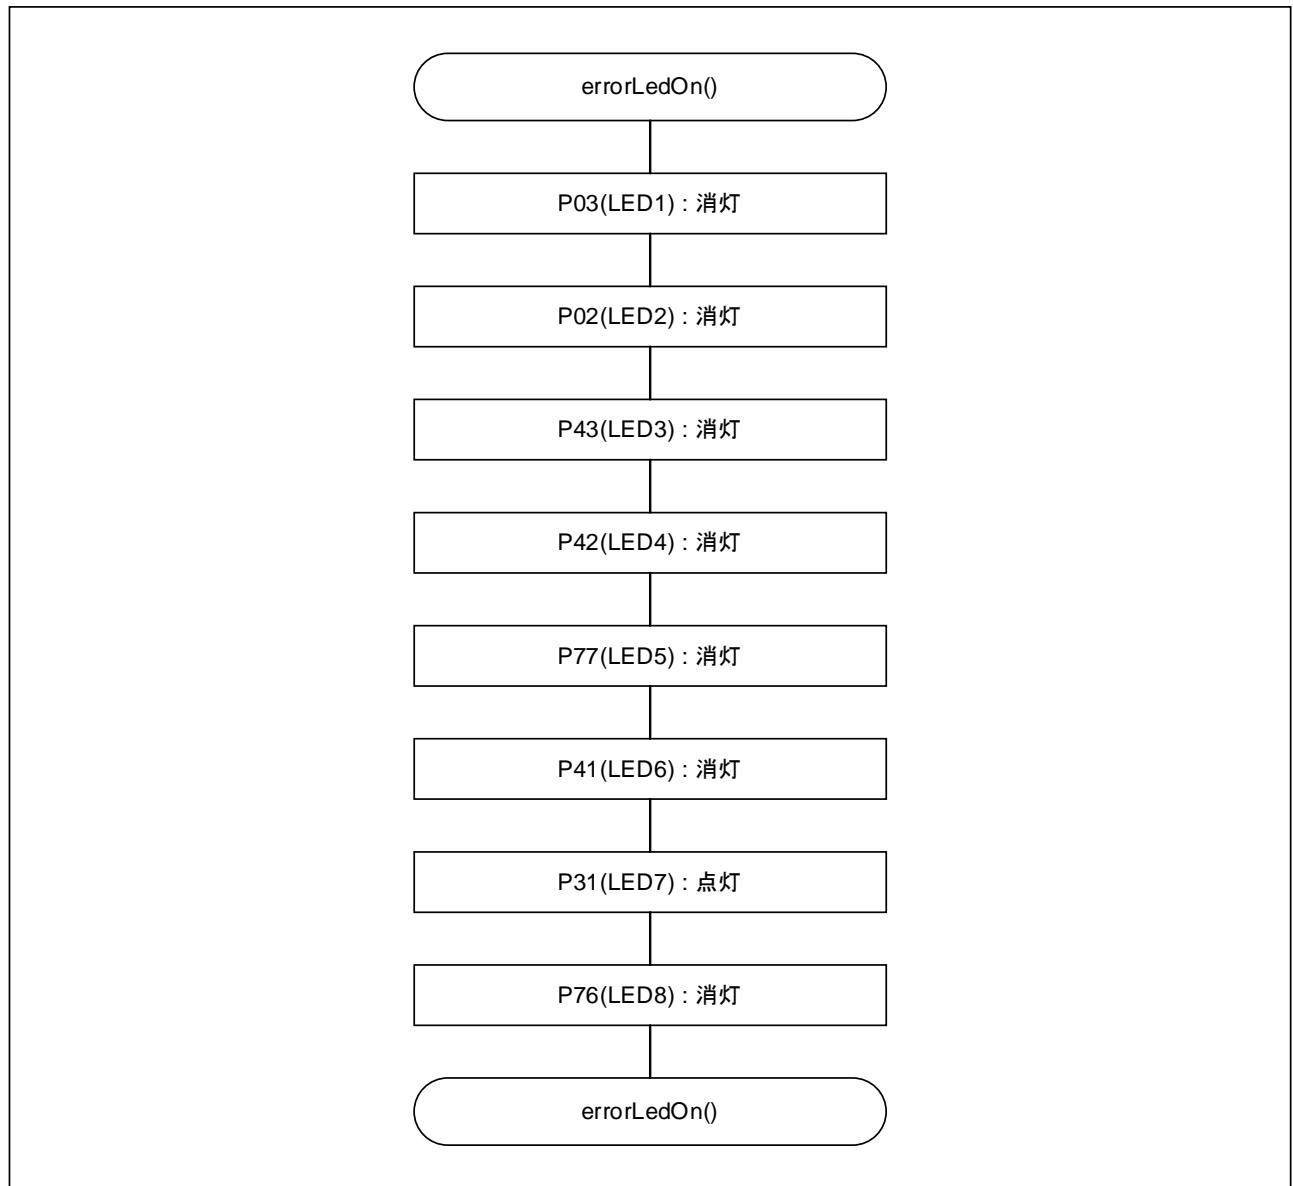 errorLedOn()
P03(LED1) : 消灯
P02(LED2) : 消灯
P43(LED3) : 消灯
P42(LED4) : 消灯
P77(LED5) : 消灯
P41(LED6) : 消灯
P31(LED7) : 点灯
P76(LED8) : 消灯
errorLedOn()